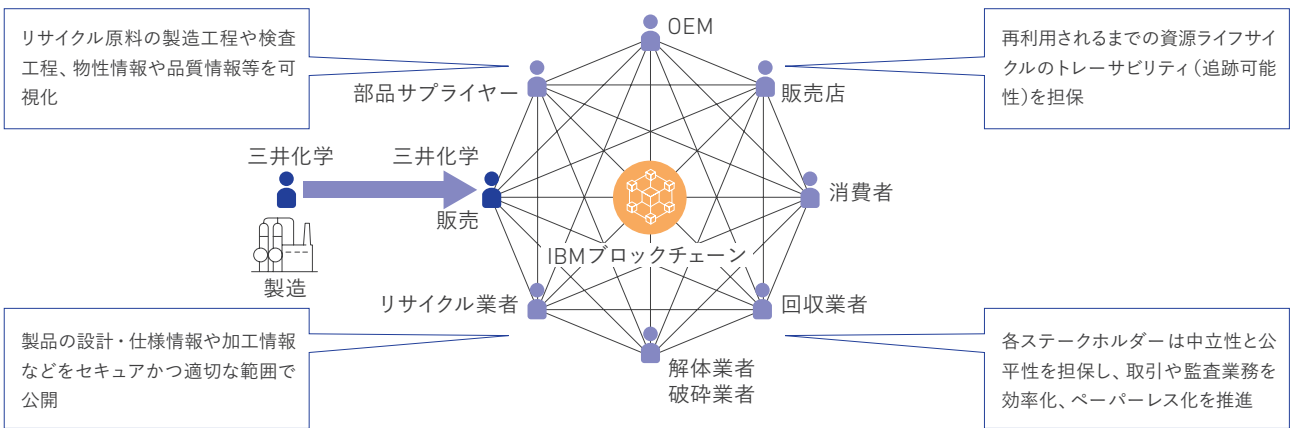 リサイクル原料の製造工程や検査
工程、物性情報や品質情報等を可
視化
OEM
再利用されるまでの資源ライフサイ
クルのトレーサビリティ（追跡可能
性）を担保
部品サプライヤー
販売店
三井化学
三井化学
消費者
販売
IBMブロックチェーン
製造
リサイクル業者
回収業者
製品の設計・仕様情報や加工情報
などをセキュアかつ適切な範囲で
公開
解体業者
破砕業者
各ステークホルダーは中立性と公
平性を担保し、取引や監査業務を
効率化、ペーパーレス化を推進